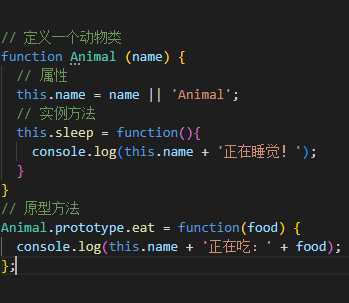 // 定义一个动物类
function Animal (name) {
  // 属性
  this.name = name || 'Animal';
  // 实例方法
  this.sleep = function(){
    console.log(this.name + '正在睡觉！');
  }
}
// 原型方法
Animal.prototype.eat = function(food) {
  console.log(this.name + '正在吃：' + food);
};